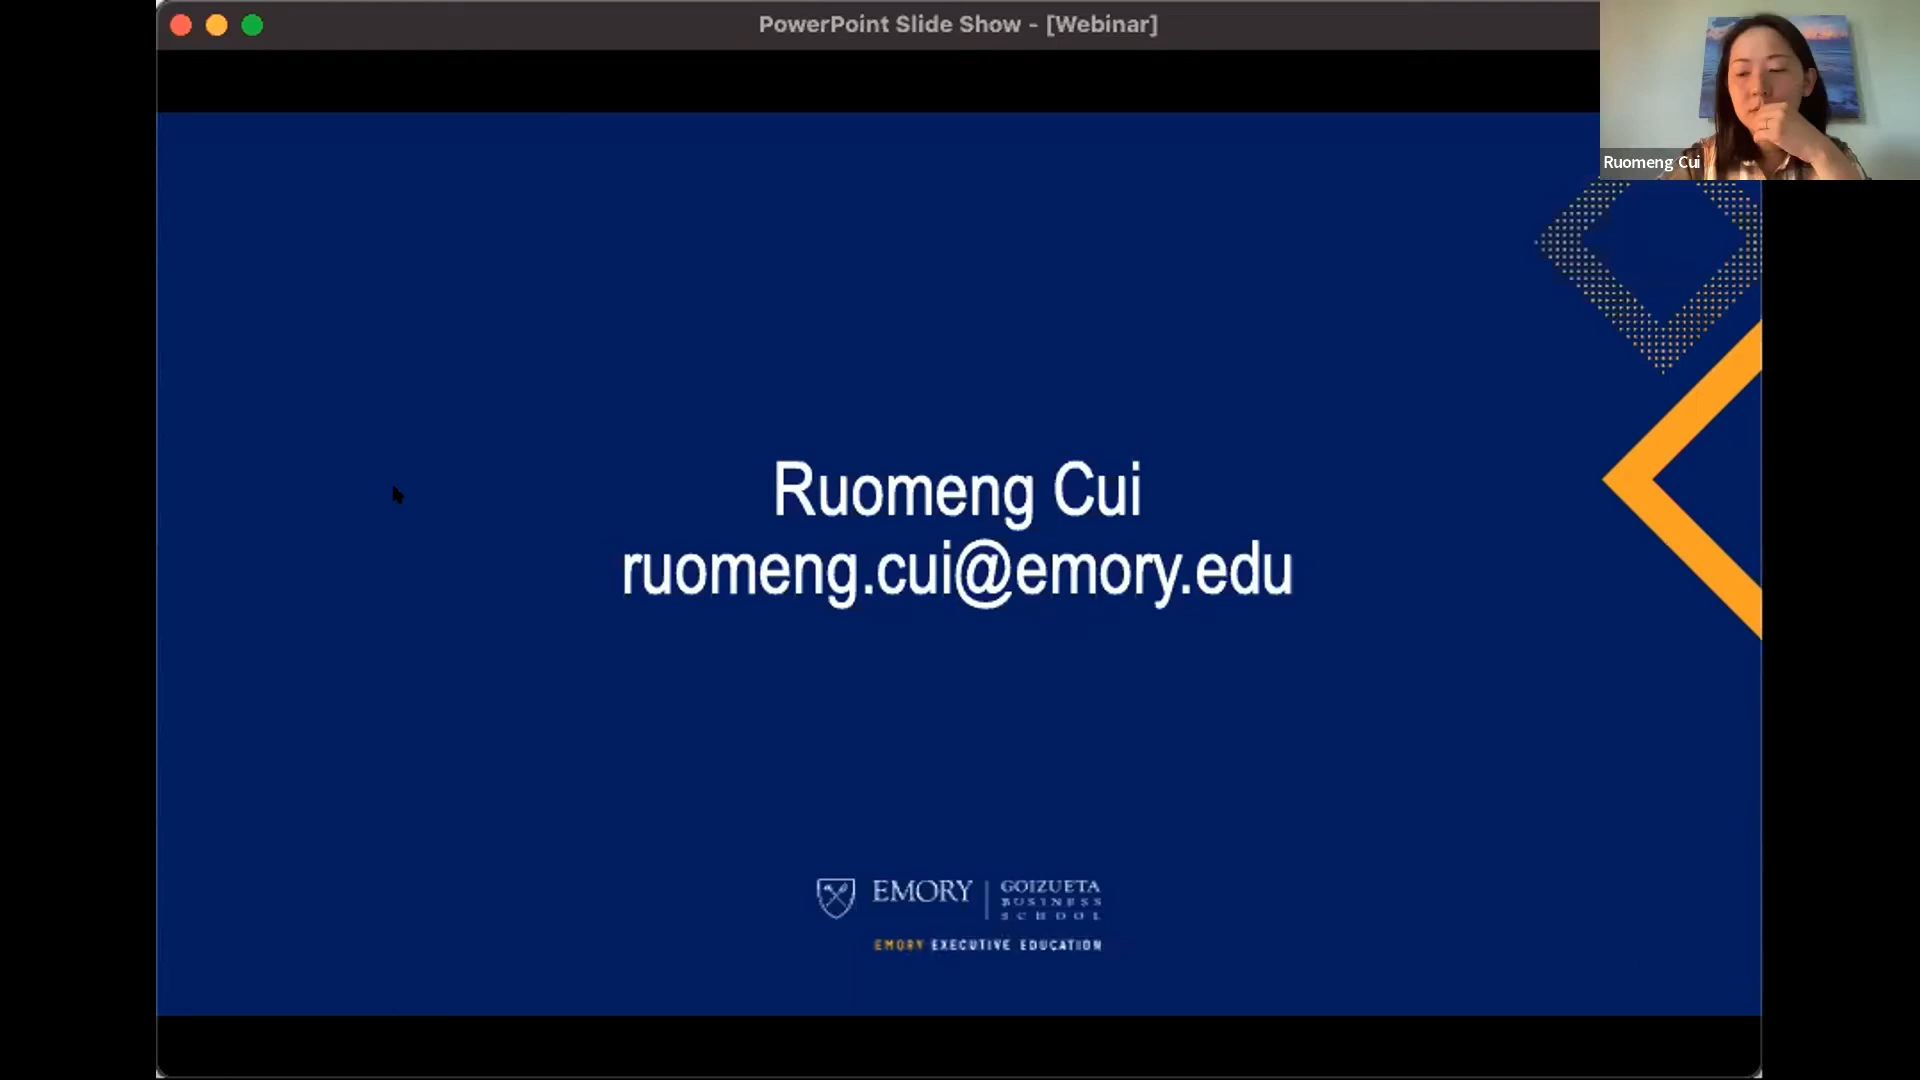 PowerPoint Slide Show - [Webinar]
Ruomeng Cui
Ruomeng Cui
ruomeng.cui@emory.edu
EMORY
GOIZUETA
BUSINESS
SCHOOL
EMORY EXECUTIVE EDUCATION